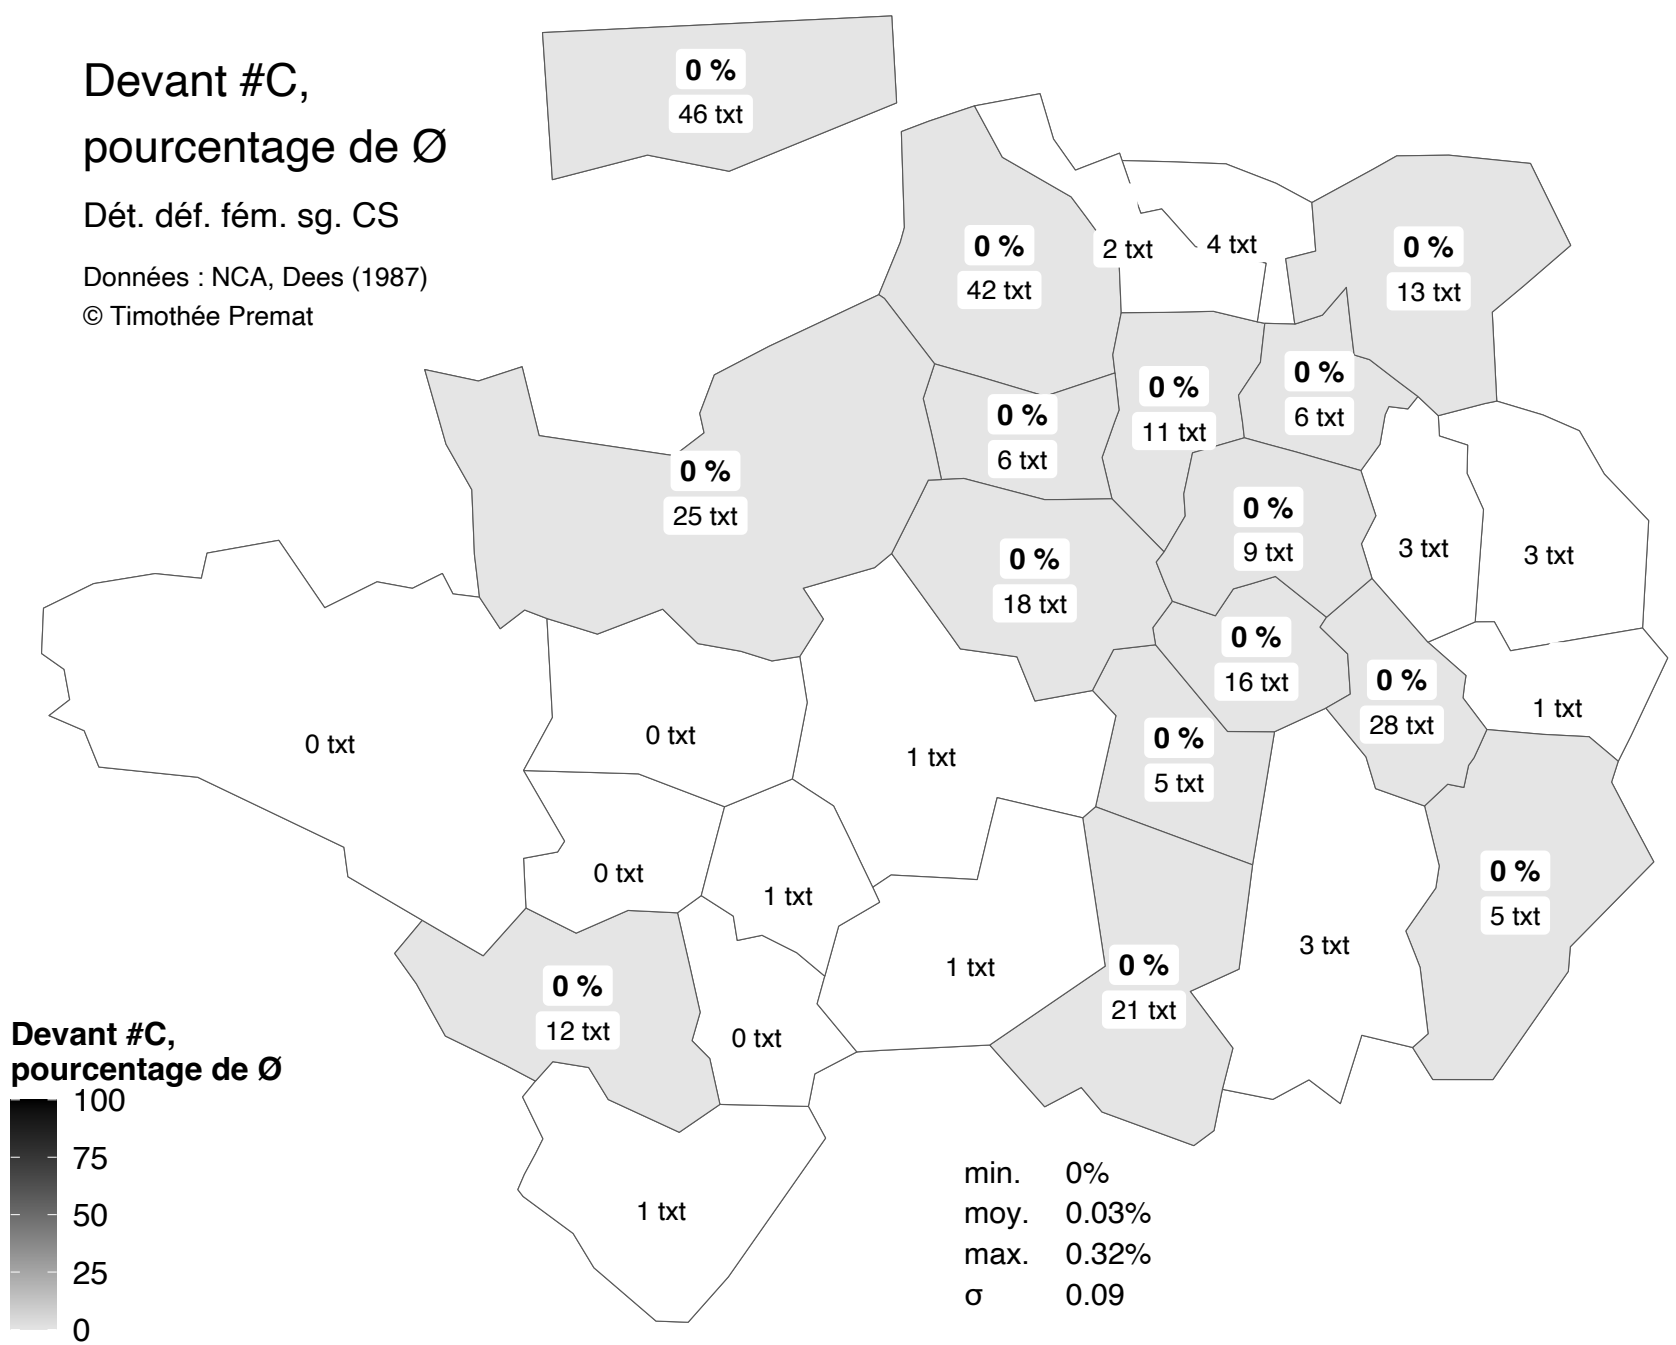 Devant #C,
pourcentage de Ø
Dét. déf. fém. sg. CS
Données : NCA, Dees (1987)
© Timothée Premat
0 %
46 txt
0 %
42 txt
2 txt
4 txt
0 %
13 txt
0 %
6 txt
0 %
11 txt
0 %
6 txt
0 %
25 txt
0 %
9 txt
3 txt
3 txt
0 %
18 txt
0 %
16 txt
0 %
28 txt
1 txt
0 txt
0 txt
1 txt
0 %
5 txt
0 txt
1 txt
0 %
5 txt
3 txt
1 txt
0 %
21 txt
0 %
12 txt
0 txt
1 txt
Devant #C,
pourcentage de Ø
100
75
50
25
0
min. 0%
moy. 0.03%
max. 0.32%
σ 0.09